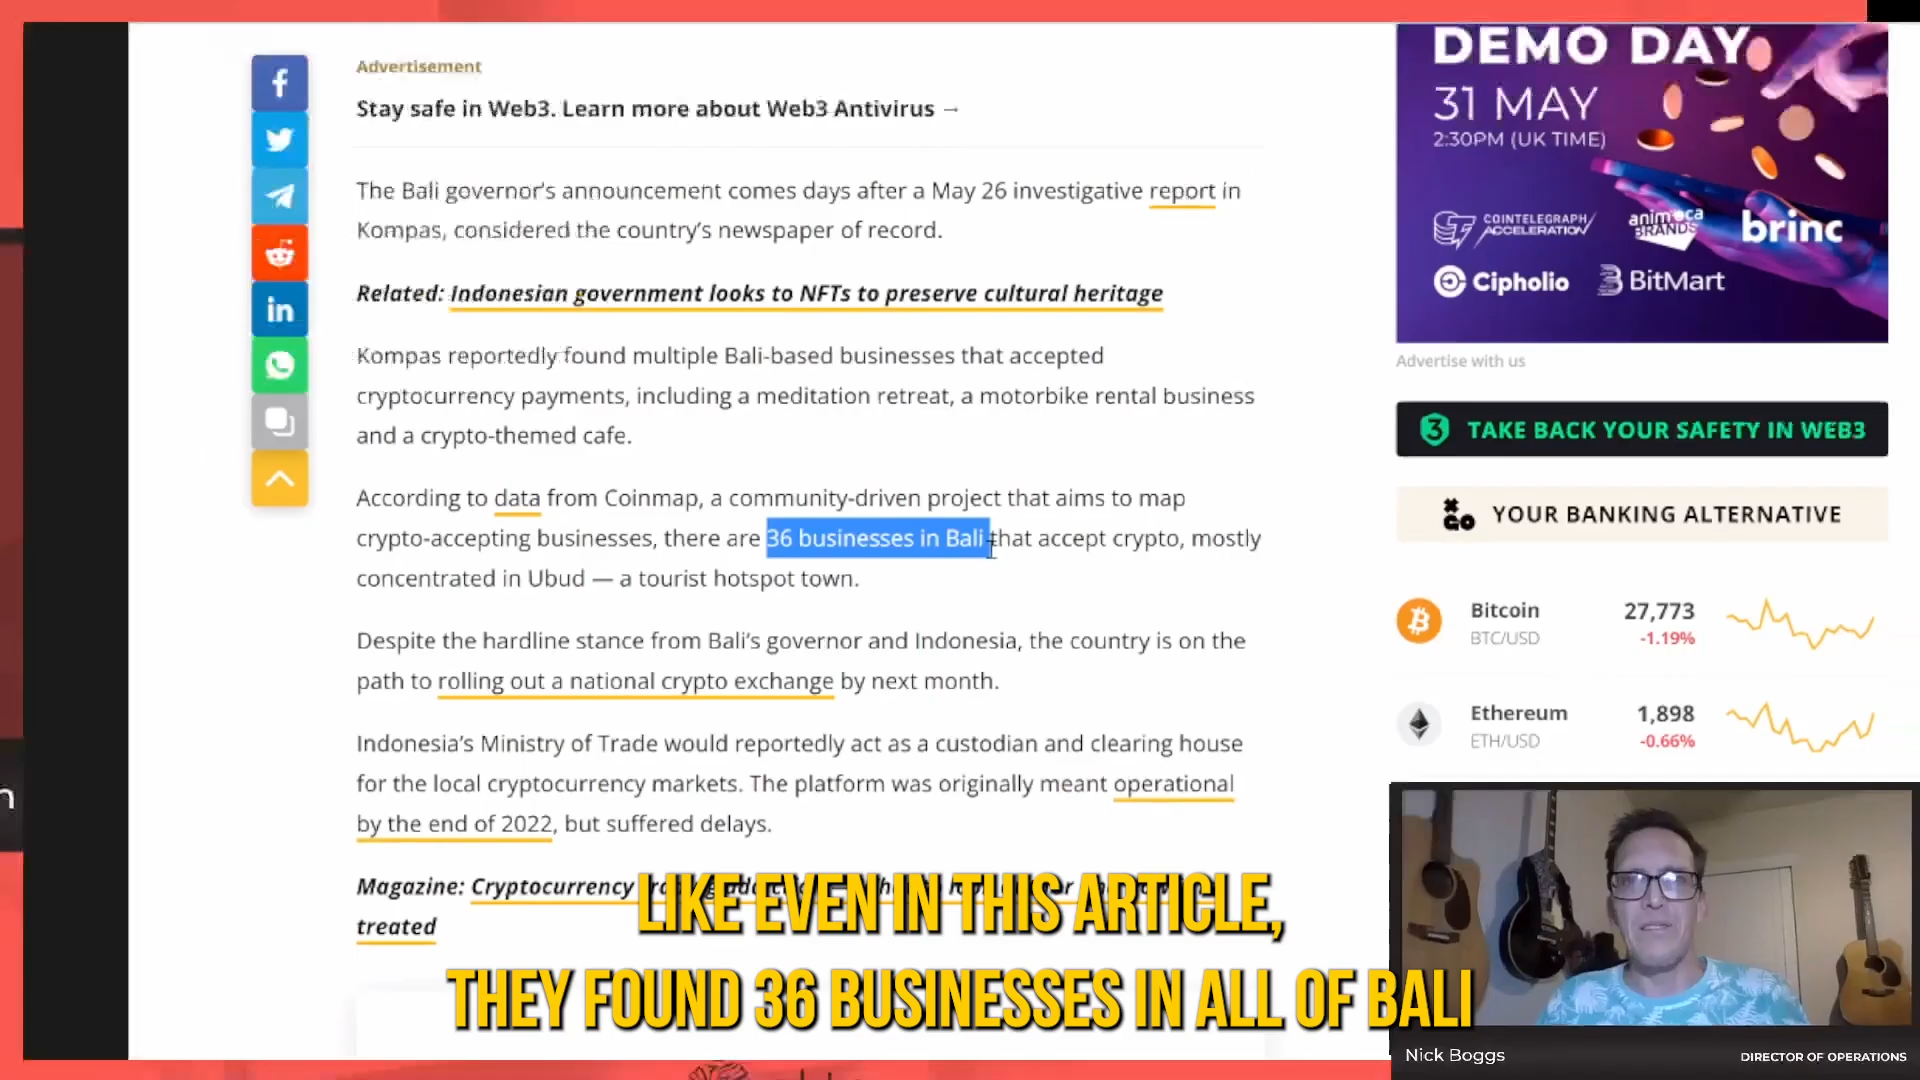 Advertisement
Stay safe in Web3. Learn more about Web3 Antivirus →
The Bali governor's announcement comes days after a May 26 investigative report in
Kompas, considered the country's newspaper of record.
Related: Indonesian government looks to NFTs to preserve cultural heritage
Kompas reportedly found multiple Bali-based businesses that accepted
cryptocurrency payments, including a meditation retreat, a motorbike rental business
and a crypto-themed cafe.
According to data from Coinmap, a community-driven project that aims to map
crypto-accepting businesses, there are 36 businesses in Bali that accept crypto, mostly
concentrated in Ubud — a tourist hotspot town.
Despite the hardline stance from Bali's governor and Indonesia, the country is on the
path to rolling out a national crypto exchange by next month.
Indonesia's Ministry of Trade would reportedly act as a custodian and clearing house
for the local cryptocurrency markets. The platform was originally meant operational
by the end of 2022, but suffered delays.
Magazine: Cryptocurrency
treated
LIKE EVEN IN THIS ARTICLE,
THEY FOUND 36 BUSINESSES IN ALL OF BALI
DEMO DAY
31 MAY
2:30PM (UK TIME)
COINTELEGRAPH
ACCELERATION
animoca
BRANDS
brinc
Cipholio
BitMart
Advertise with us
TAKE BACK YOUR SAFETY IN WEB3
YOUR BANKING ALTERNATIVE
Bitcoin 27,773
BTC/USD -1.19%
Ethereum 1,898
ETH/USD -0.66%
Nick Boggs
DIRECTOR OF OPERATIONS